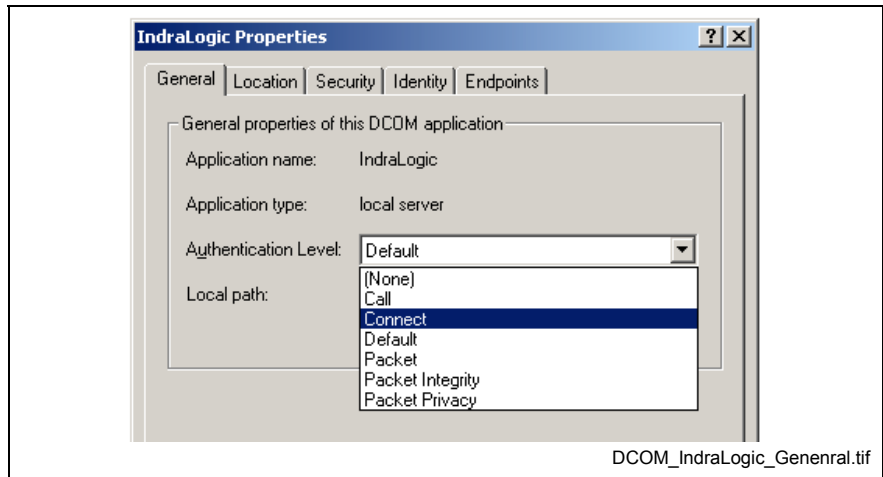 IndraLogic Properties
General Location Security Identity Endpoints
General properties of this DCOM application
Application name: IndraLogic
Application type: local server
Authentication Level: Default
Local path:
(None)
Call
Connect
Default
Packet
Packet Integrity
Packet Privacy
DCOM_IndraLogic_Genenral.tif